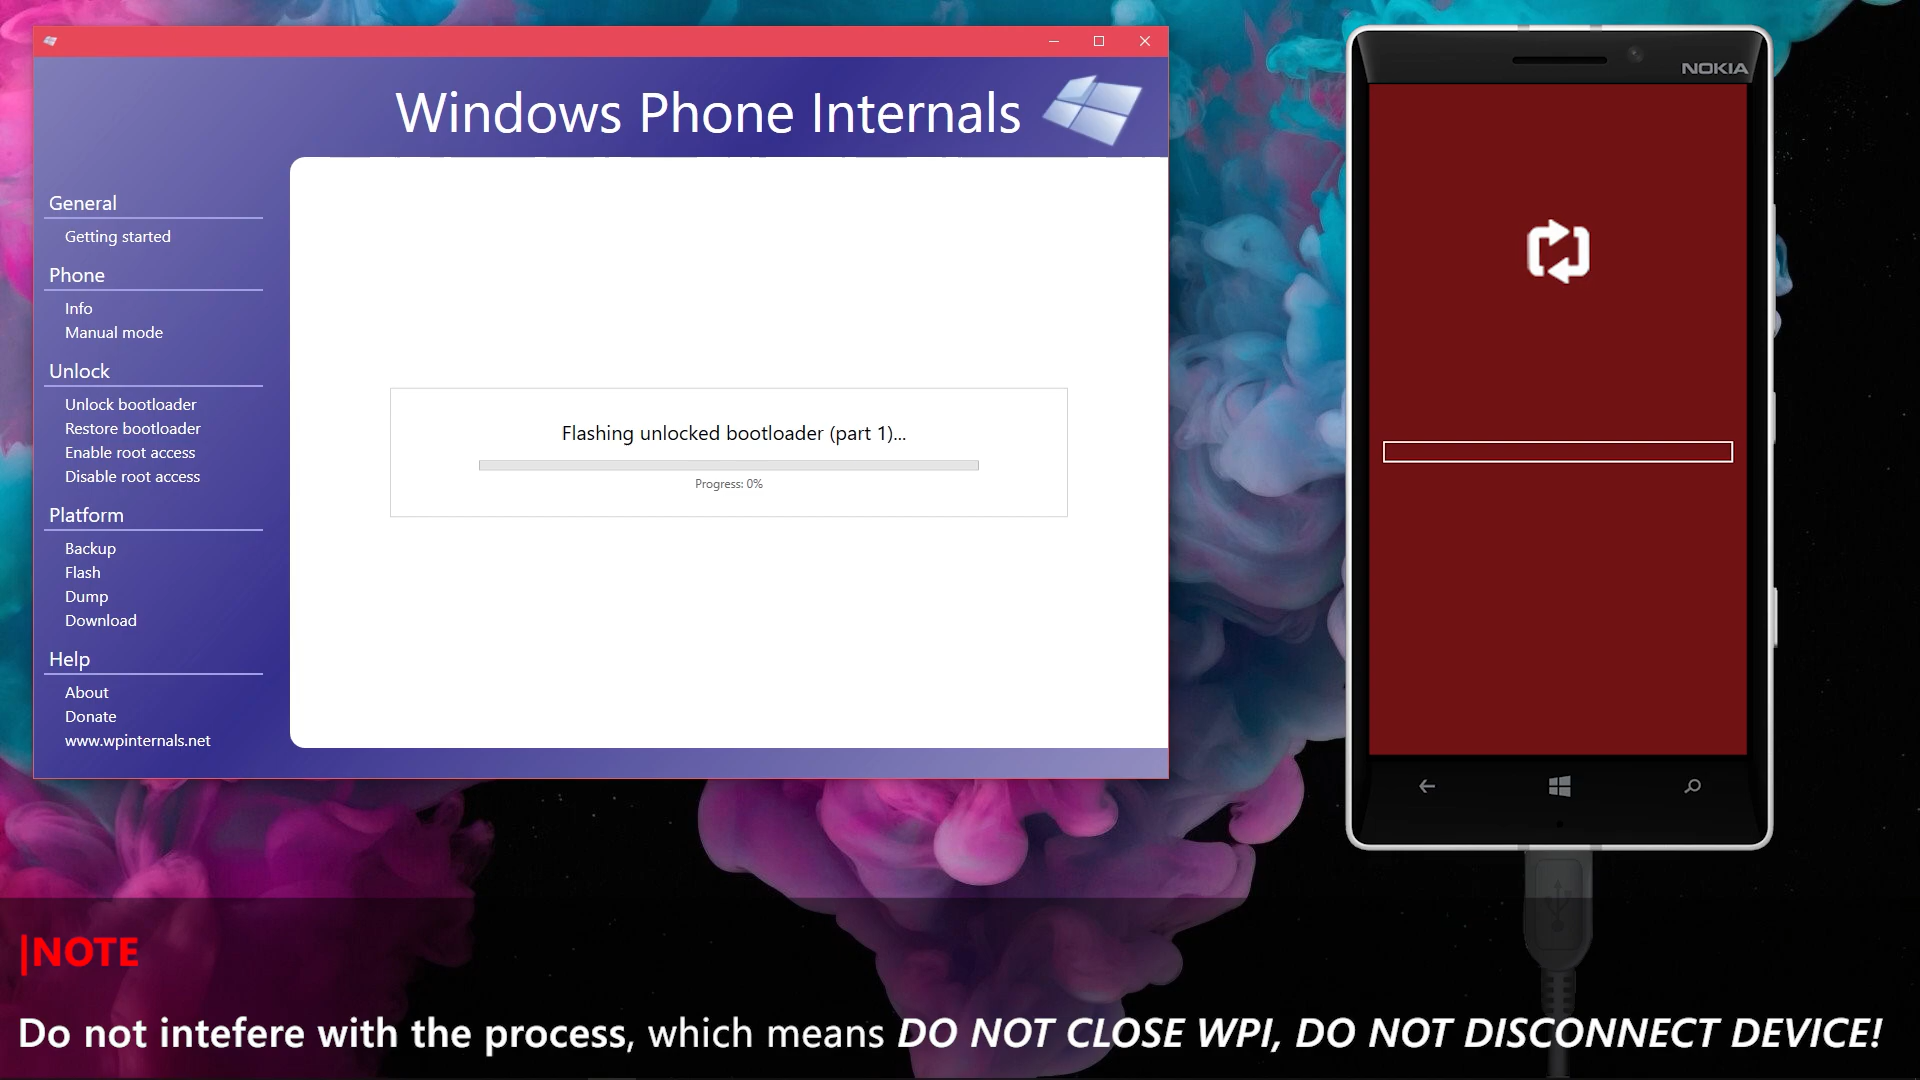 Windows Phone Internals
General
Getting started
Phone
Info
Manual mode
Unlock
Unlock bootloader
Restore bootloader
Enable root access
Disable root access
Platform
Backup
Flash
Dump
Download
Help
About
Donate
www.wpinternals.net
Flashing unlocked bootloader (part 1)...
Progress: 0%
NOKIA
|NOTE
Do not intefere with the process, which means DO NOT CLOSE WPI, DO NOT DISCONNECT DEVICE!